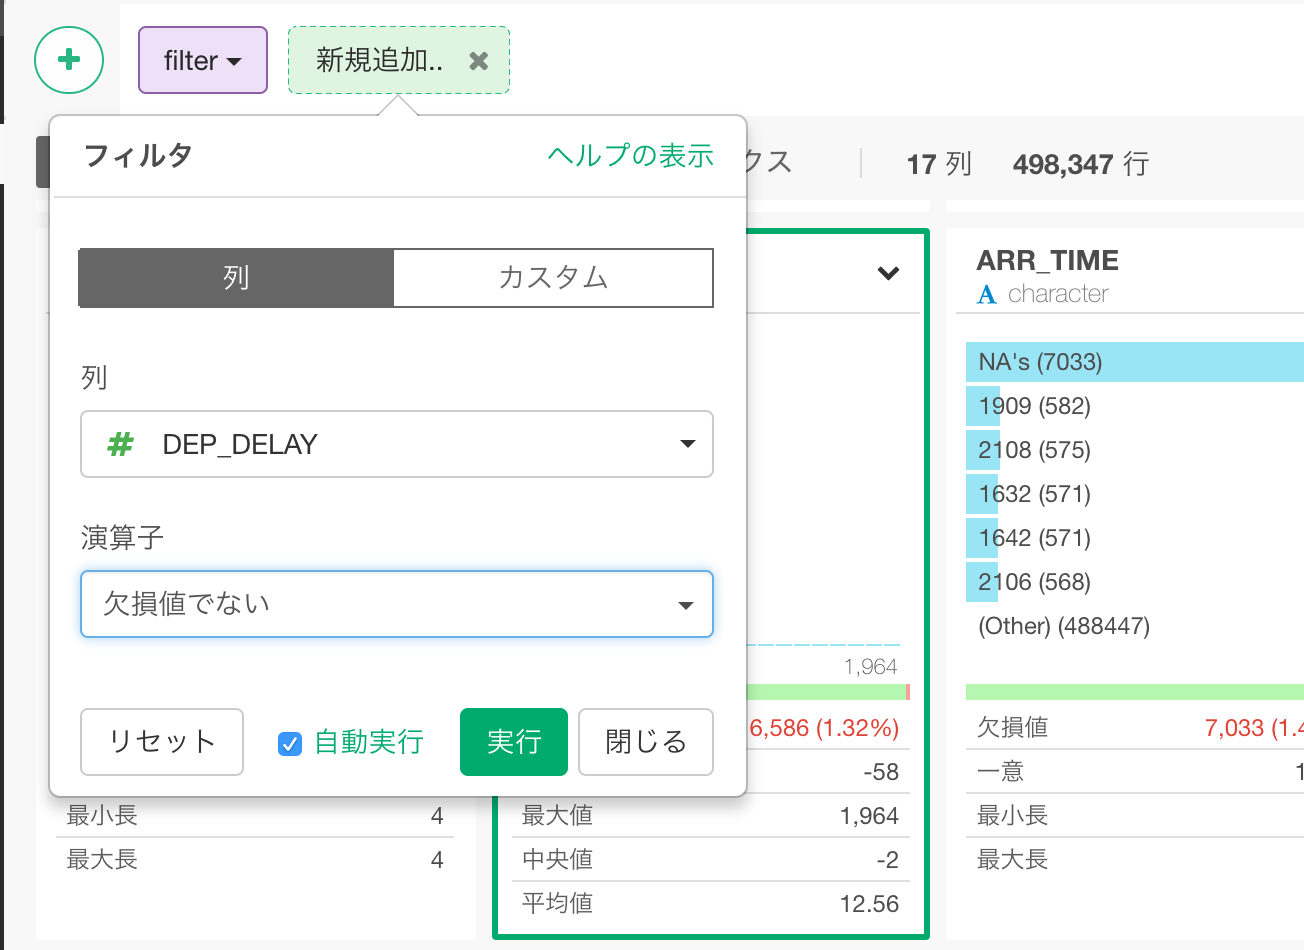 filter
新規追加..
フィルタ
ヘルプの表示
クス
17 列
498,347 行
列
カスタム
列
DEP_DELAY
演算子
欠損値でない
リセット
自動実行
実行
閉じる
最小長 4
最大長 4
1,964
6,586 (1.32%)
-58
最大値 1,964
中央値 -2
平均値 12.56
ARR_TIME
A character
NA's (7033)
1909 (582)
2108 (575)
1632 (571)
1642 (571)
2106 (568)
(Other) (488447)
欠損値 7,033 (1.4
一意 1
最小長
最大長